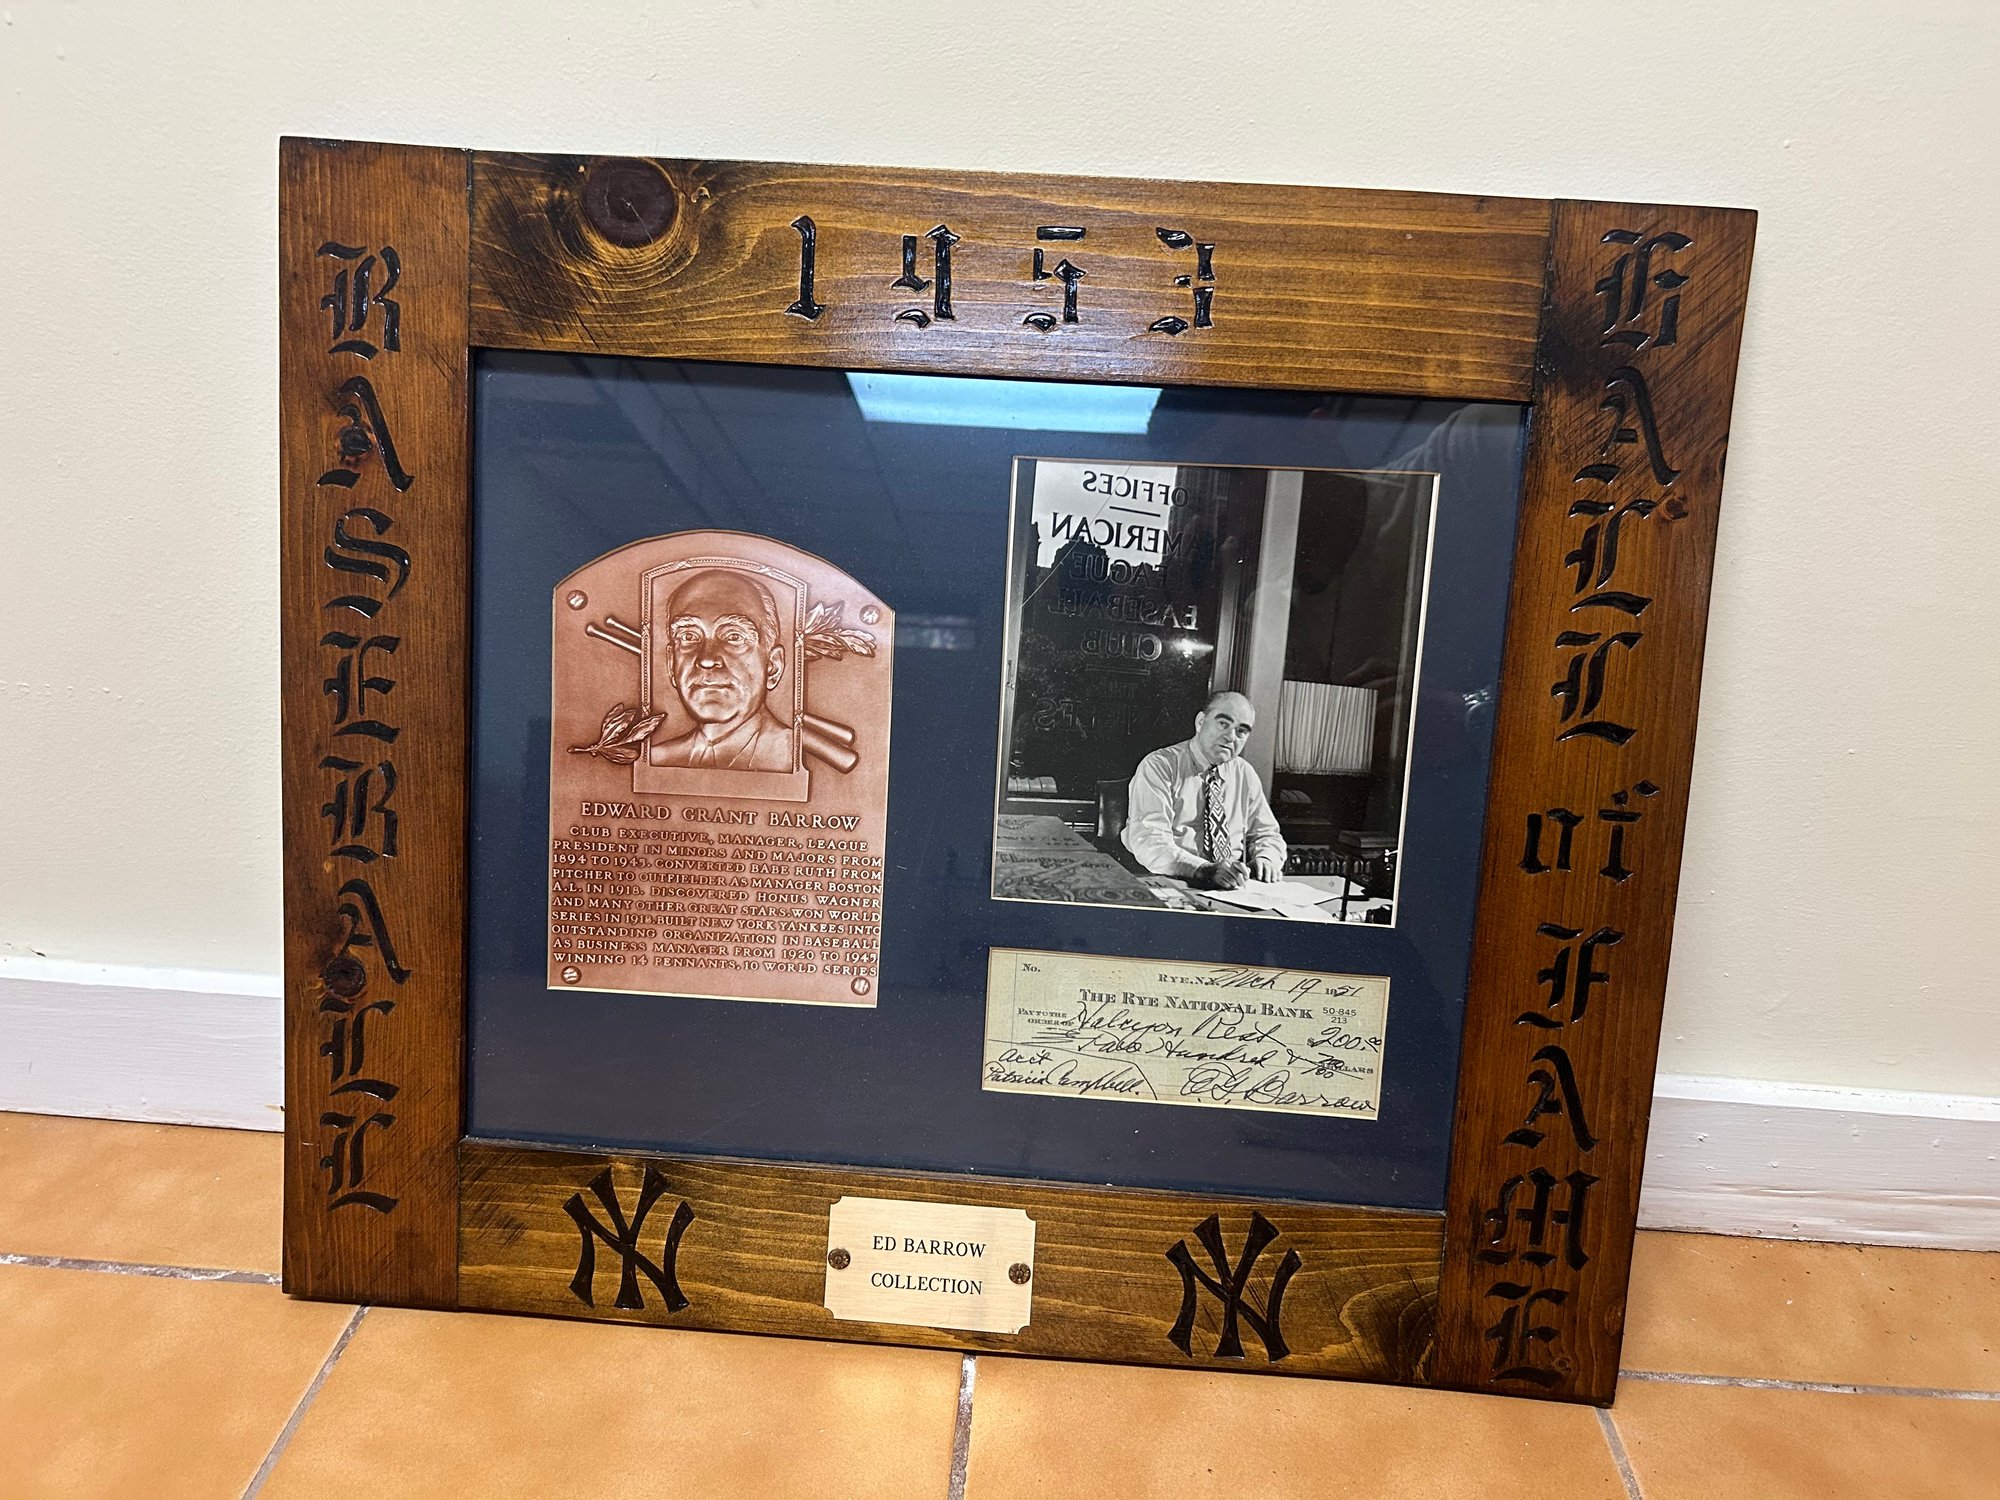 1953
BASEBALL
HALL of FAME
EDWARD GRANT BARROW
CLUB EXECUTIVE, MANAGER, LEAGUE
PRESIDENT IN MINORS AND MAJORS FROM
1894 TO 1945. CONVERTED BABE RUTH FROM
PITCHER TO OUTFIELDER AS MANAGER BOSTON
A.L. IN 1918. DISCOVERED HONUS WAGNER
AND MANY OTHER GREAT STARS. WON WORLD
SERIES IN 1918. BUILT NEW YORK YANKEES INTO
OUTSTANDING ORGANIZATION IN BASEBALL
AS BUSINESS MANAGER FROM 1920 TO 1945
WINNING 14 PENNANTS, 10 WORLD SERIES
OFFICES
AMERICAN
LEAGUE
BASEBALL
CLUB
No.
RYE, N.Y. Mch 19 1951
THE RYE NATIONAL BANK 50-845
213
PAY TO THE
ORDER OF Halcyon Rest $200.00
Two Hundred & 00/100 DOLLARS
Acc't
Patricia Campbell. E. G. Barrow
NY
ED BARROW
COLLECTION
NY